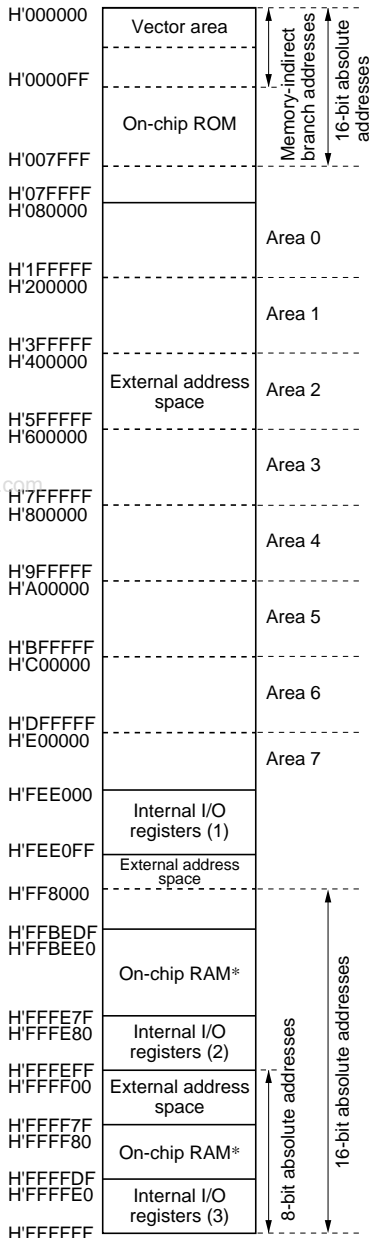 H'000000
Vector area
H'0000FF
Memory-indirect
branch addresses
16-bit absolute
addresses
On-chip ROM
H'007FFF
H'07FFFF
H'080000
Area 0
H'1FFFFF
H'200000
Area 1
H'3FFFFF
H'400000
External address
space
Area 2
H'5FFFFF
H'600000
Area 3
.com
H'7FFFFF
H'800000
Area 4
H'9FFFFF
H'A00000
Area 5
H'BFFFFF
H'C00000
Area 6
H'DFFFFF
H'E00000
Area 7
H'FEE000
Internal I/O
registers (1)
H'FEE0FF
External address
space
H'FF8000
H'FFBEDF
H'FFBEE0
On-chip RAM*
H'FFFE7F
H'FFFE80
Internal I/O
registers (2)
H'FFFEFF
H'FFFF00
External address
space
H'FFFF7F
H'FFFF80
On-chip RAM*
H'FFFFDF
H'FFFFE0
Internal I/O
registers (3)
H'FFFFFF
8-bit absolute addresses
16-bit absolute addresses